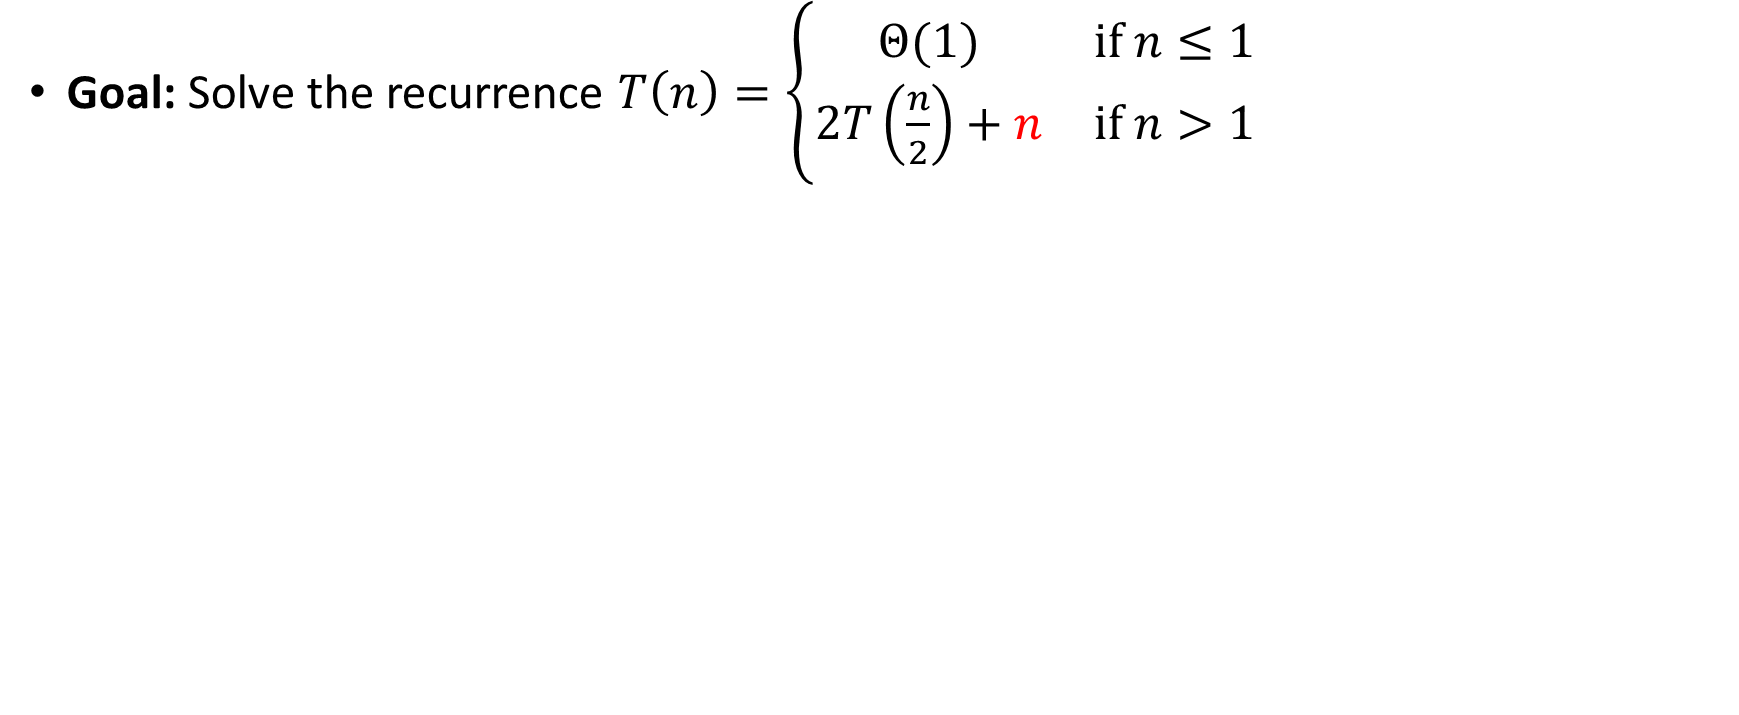 • Goal: Solve the recurrence T(n) = { Θ(1) if n ≤ 1
2T(n/2) + n if n > 1